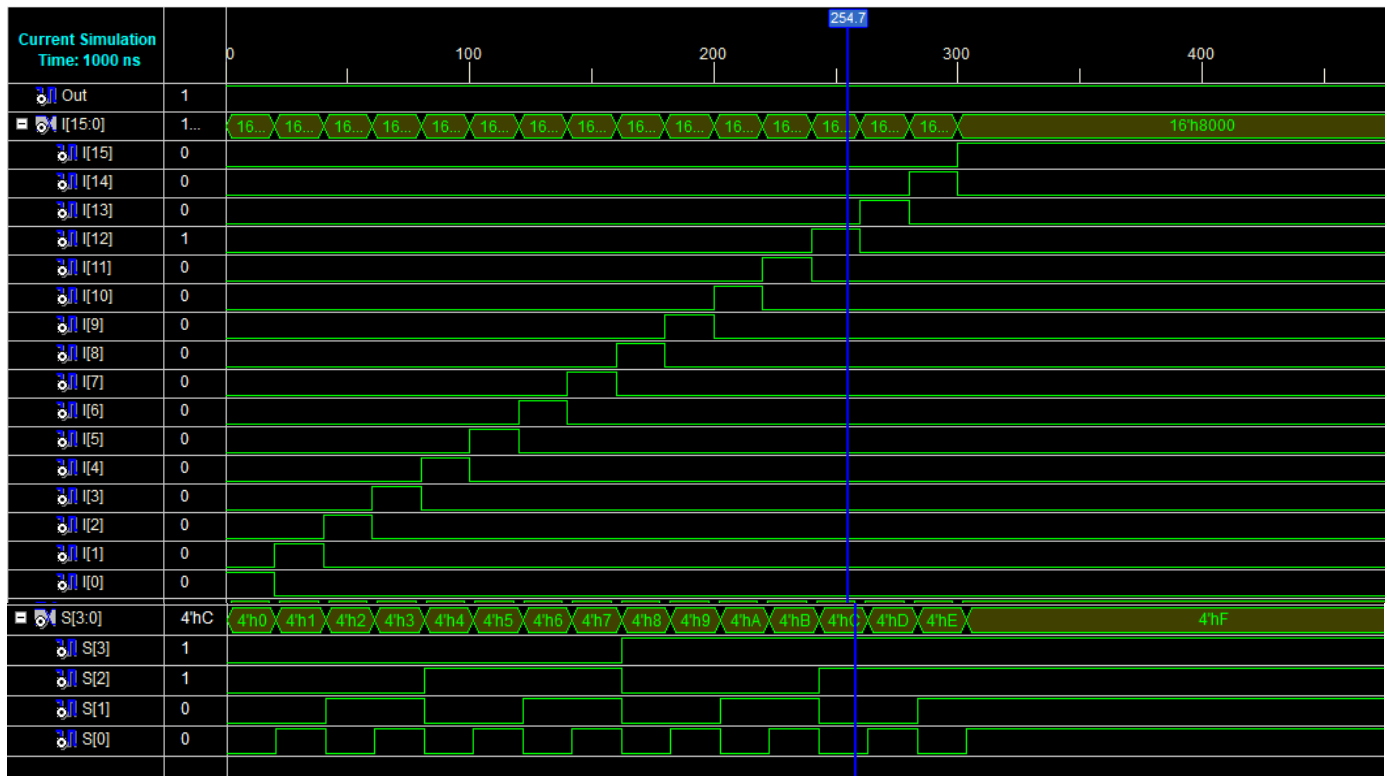 254.7
Current Simulation
Time: 1000 ns
0 100 200 300 400
Out 1
I[15:0] 1... 16... 16... 16... 16... 16... 16... 16... 16... 16... 16... 16... 16... 16... 16... 16... 16'h8000
I[15] 0
I[14] 0
I[13] 0
I[12] 1
I[11] 0
I[10] 0
I[9] 0
I[8] 0
I[7] 0
I[6] 0
I[5] 0
I[4] 0
I[3] 0
I[2] 0
I[1] 0
I[0] 0
S[3:0] 4'hC 4'h0 4'h1 4'h2 4'h3 4'h4 4'h5 4'h6 4'h7 4'h8 4'h9 4'hA 4'hB 4'hC 4'hD 4'hE 4'hF
S[3] 1
S[2] 1
S[1] 0
S[0] 0